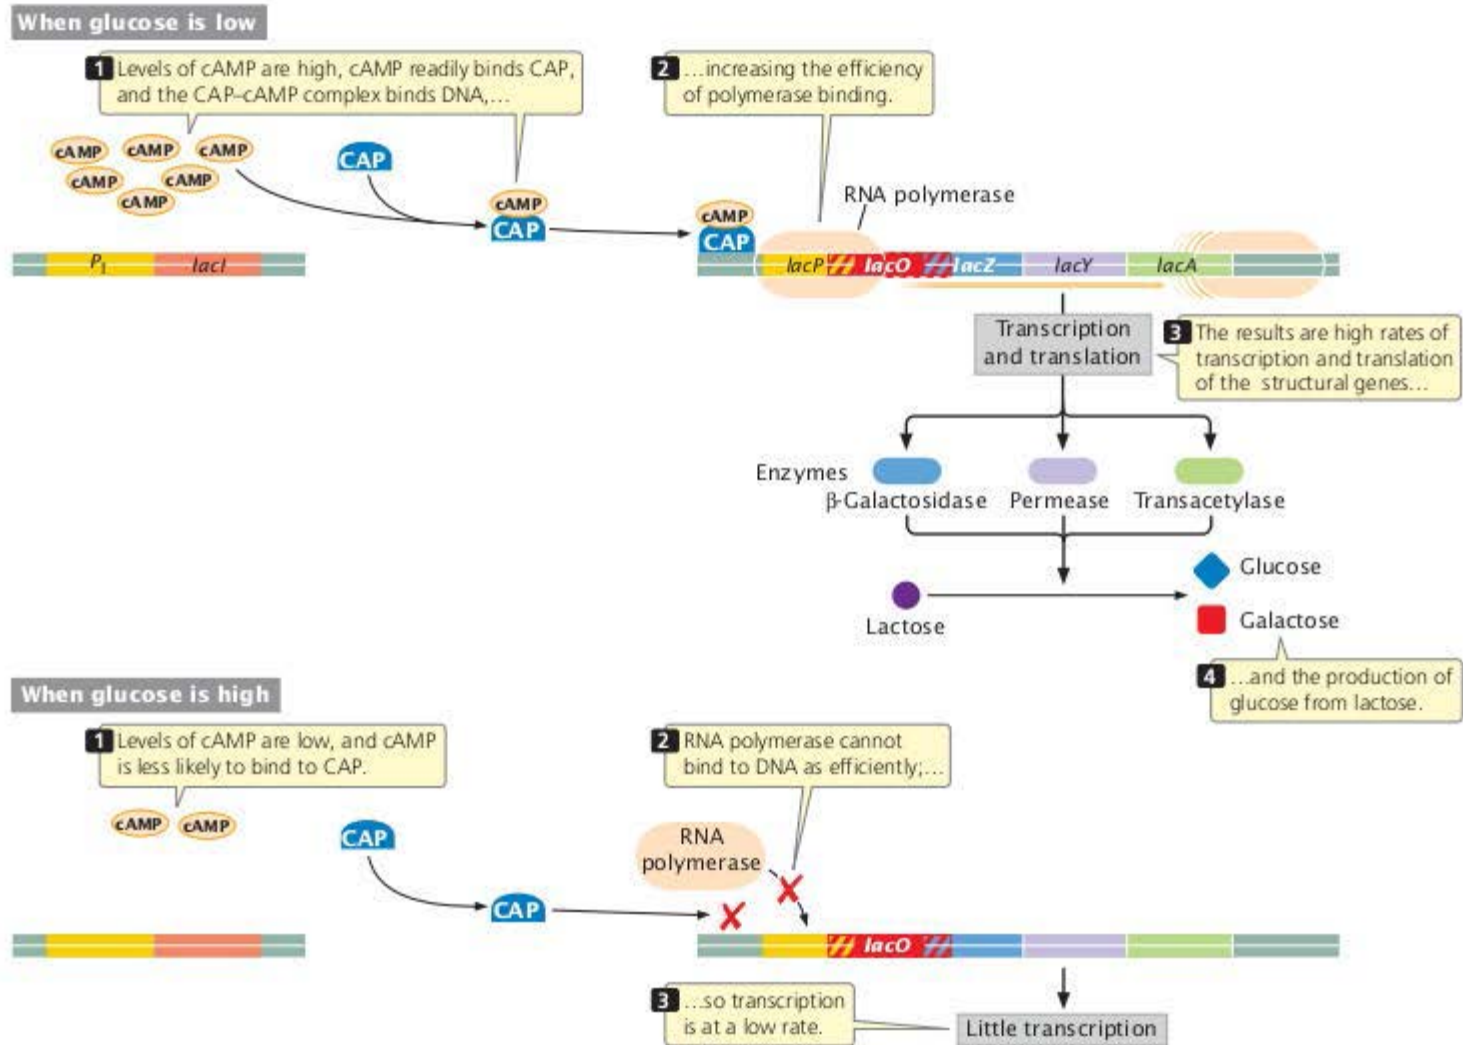 When glucose is low
1 Levels of cAMP are high, cAMP readily binds CAP,
and the CAP–cAMP complex binds DNA,...
2 ...increasing the efficiency
of polymerase binding.
cAMP
cAMP
cAMP
cAMP
cAMP
cAMP
CAP
cAMP
CAP
cAMP
CAP
RNA polymerase
PI
lacI
lacP
lacO
lacZ
lacY
lacA
Transcription
and translation
3 The results are high rates of
transcription and translation
of the structural genes...
Enzymes
β-Galactosidase
Permease
Transacetylase
Lactose
Glucose
Galactose
4 ...and the production of
glucose from lactose.
When glucose is high
1 Levels of cAMP are low, and cAMP
is less likely to bind to CAP.
2 RNA polymerase cannot
bind to DNA as efficiently;...
cAMP
cAMP
CAP
CAP
RNA
polymerase
lacO
3 ...so transcription
is at a low rate.
Little transcription